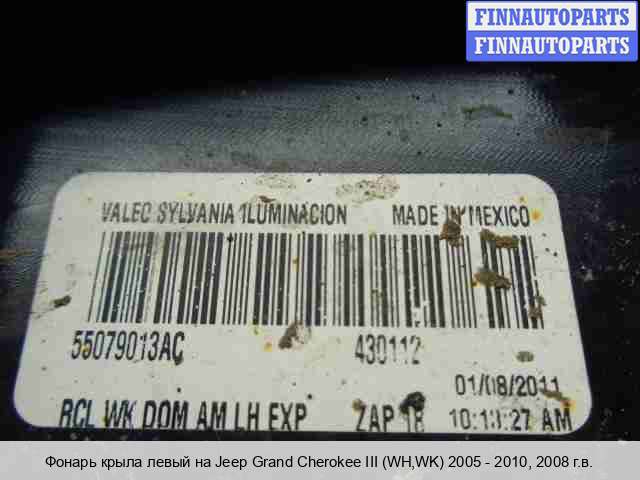 FINNAUTOPARTS
FINNAUTOPARTS
VALEO SYLVANIA ILUMINACION MADE IN MEXICO
55079013AC 430112
01/08/2011
RCL WK DOM AM LH EXP ZAP 18 10:13:27 AM
Фонарь крыла левый на Jeep Grand Cherokee III (WH,WK) 2005 - 2010, 2008 г.в.